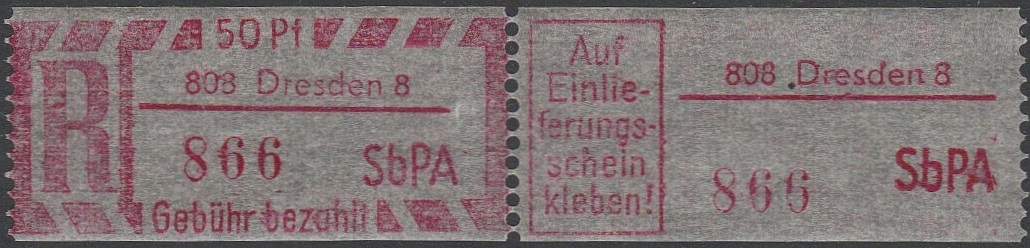 50 Pf
R
808 Dresden 8
866 SbPA
Gebühr bezahlt
Auf
Einlie-
ferungs-
schein
kleben!
808 Dresden 8
866 SbPA